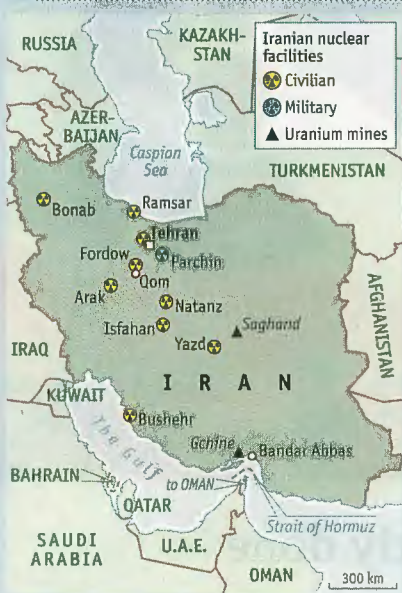 Iranian nuclear
facilities
Civilian
Military
Uranium mines
RUSSIA
KAZAKH-
STAN
AZER-
BAIJAN
Caspian
Sea
TURKMENISTAN
Bonab
Ramsar
Tehran
Fordow
Parchin
Qom
Arak
Natanz
Isfahan
Saghand
Yazd
AFGHANISTAN
IRAQ
IRAN
KUWAIT
Bushehr
The Gulf
Gchine
Bandar Abbas
BAHRAIN
to OMAN
QATAR
Strait of Hormuz
SAUDI
ARABIA
U.A.E.
OMAN
300 km